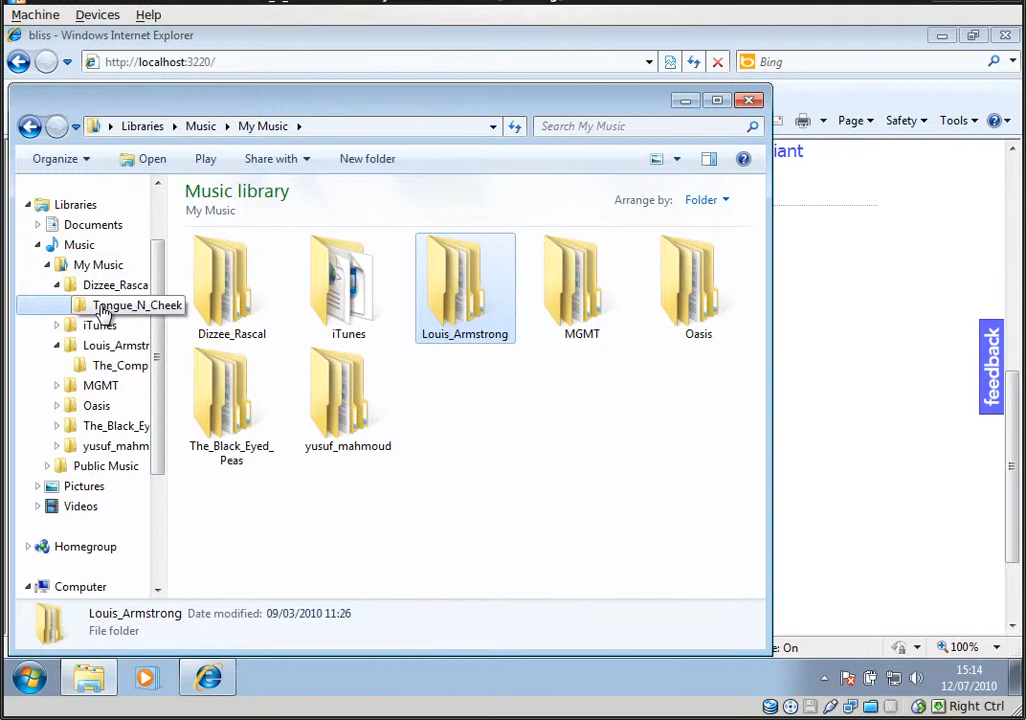 Machine Devices Help
bliss - Windows Internet Explorer
http://localhost:3220/
Bing
Libraries Music My Music
Search My Music
Page Safety Tools
Organize Open Play Share with New folder
iant
Music library
My Music
Arrange by: Folder
Libraries
Documents
Music
My Music
Dizzee_Rasca
Tongue_N_Cheek
iTunes
Louis_Armstr
The_Comp
MGMT
Oasis
The_Black_Ey
yusuf_mahm
Public Music
Pictures
Videos
Homegroup
Computer
Dizzee_Rascal
iTunes
Louis_Armstrong
MGMT
Oasis
The_Black_Eyed_
Peas
yusuf_mahmoud
feedback
Louis_Armstrong Date modified: 09/03/2010 11:26
File folder
: On
100%
15:14
12/07/2010
Right Ctrl